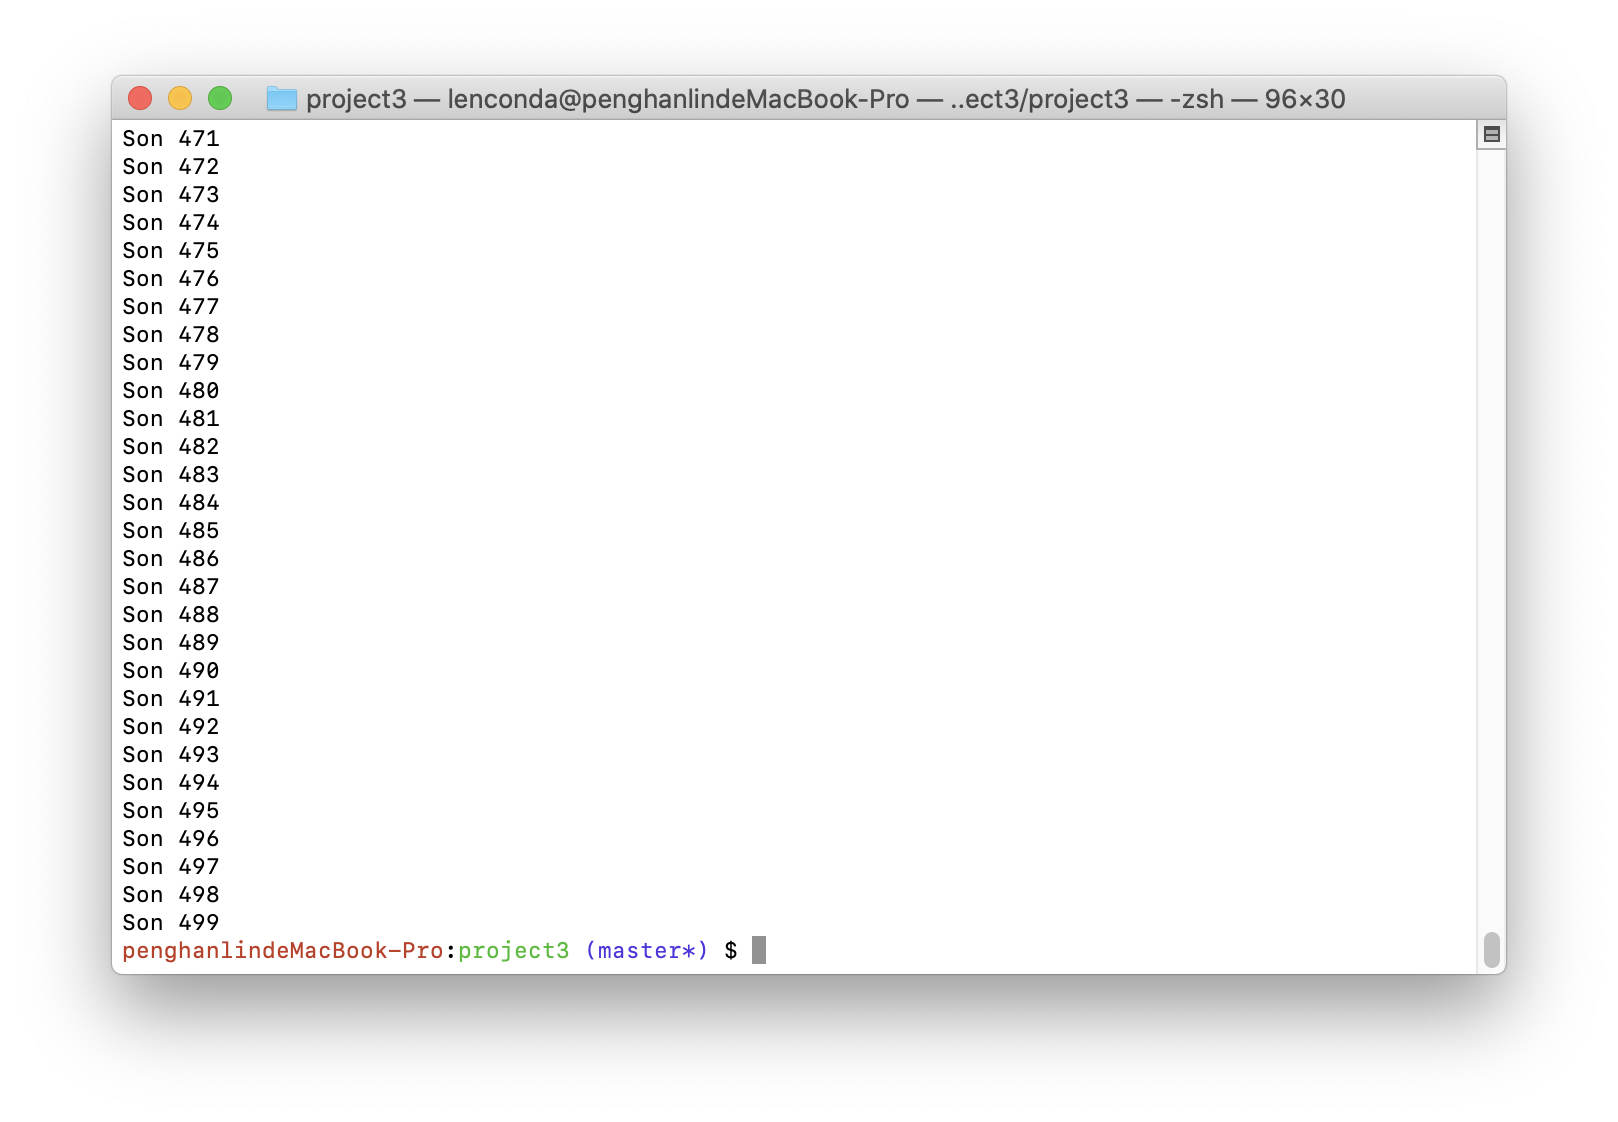 project3 — lenconda@penghanlindeMacBook-Pro — ..ect3/project3 — -zsh — 96×30
Son 471
Son 472
Son 473
Son 474
Son 475
Son 476
Son 477
Son 478
Son 479
Son 480
Son 481
Son 482
Son 483
Son 484
Son 485
Son 486
Son 487
Son 488
Son 489
Son 490
Son 491
Son 492
Son 493
Son 494
Son 495
Son 496
Son 497
Son 498
Son 499
penghanlindeMacBook-Pro:project3 (master*) $